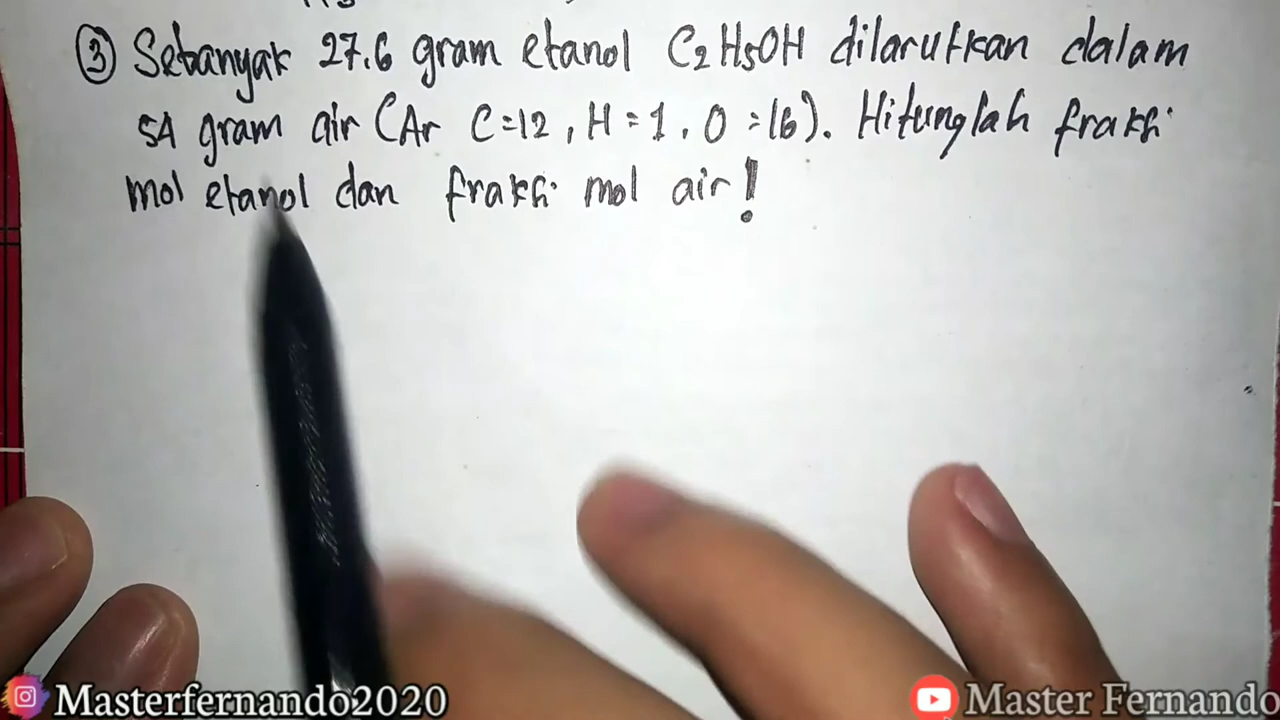 ③ Sebanyak 27.6 gram etanol C₂H₅OH dilarutkan dalam
54 gram air (Ar C=12, H=1, O=16). Hitunglah fraksi
mol etanol dan fraksi mol air!
Masterfernando2020
Master Fernando